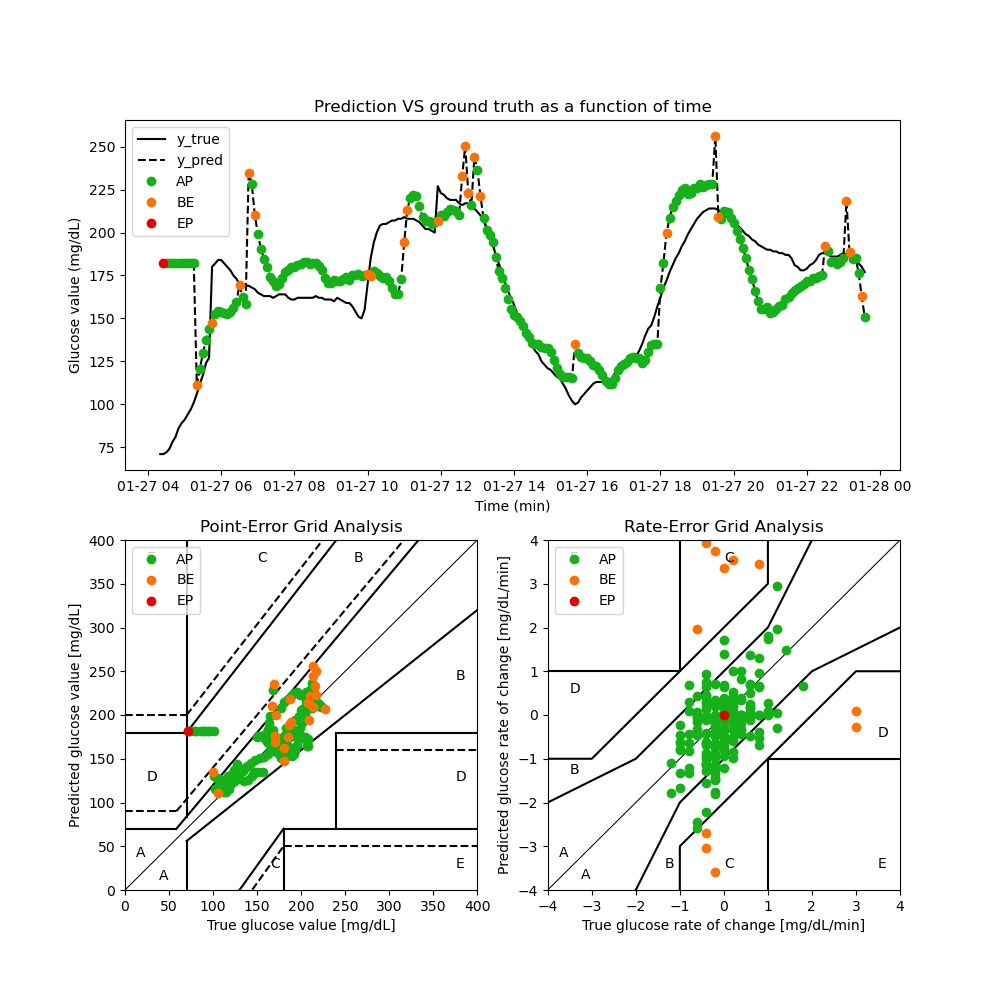 Prediction VS ground truth as a function of time
Glucose value (mg/dL)
250
225
200
175
150
125
100
75
y_true
y_pred
AP
BE
EP
01-27 04 01-27 06 01-27 08 01-27 10 01-27 12 01-27 14 01-27 16 01-27 18 01-27 20 01-27 22 01-28 00
Time (min)
Point-Error Grid Analysis
Predicted glucose value [mg/dL]
400
350
300
250
200
150
100
50
0
AP
BE
EP
C
B
B
D
D
A
A
C
E
0 50 100 150 200 250 300 350 400
True glucose value [mg/dL]
Rate-Error Grid Analysis
Predicted glucose rate of change [mg/dL/min]
4
3
2
1
0
−1
−2
−3
−4
AP
BE
EP
C
D
D
B
A
A
B
C
E
−4 −3 −2 −1 0 1 2 3 4
True glucose rate of change [mg/dL/min]